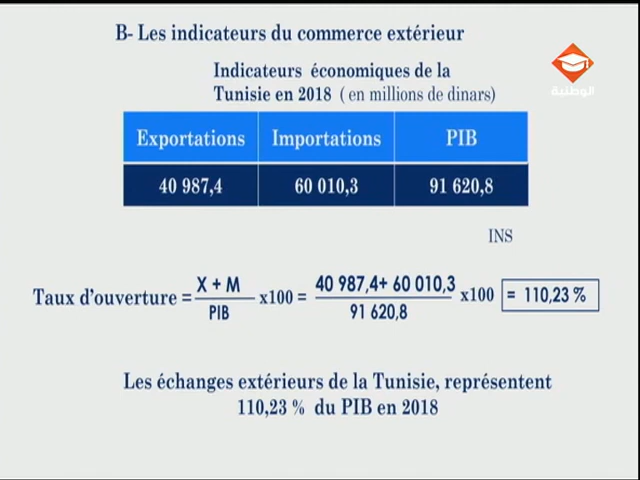 B- Les indicateurs du commerce extérieur
Indicateurs économiques de la
Tunisie en 2018 ( en millions de dinars)
الوطنية
Exportations Importations PIB
40 987,4 60 010,3 91 620,8
INS
Taux d'ouverture = X + M / PIB x100 = 40 987,4+ 60 010,3 / 91 620,8 x100 = 110,23 %
Les échanges extérieurs de la Tunisie, représentent
110,23 % du PIB en 2018